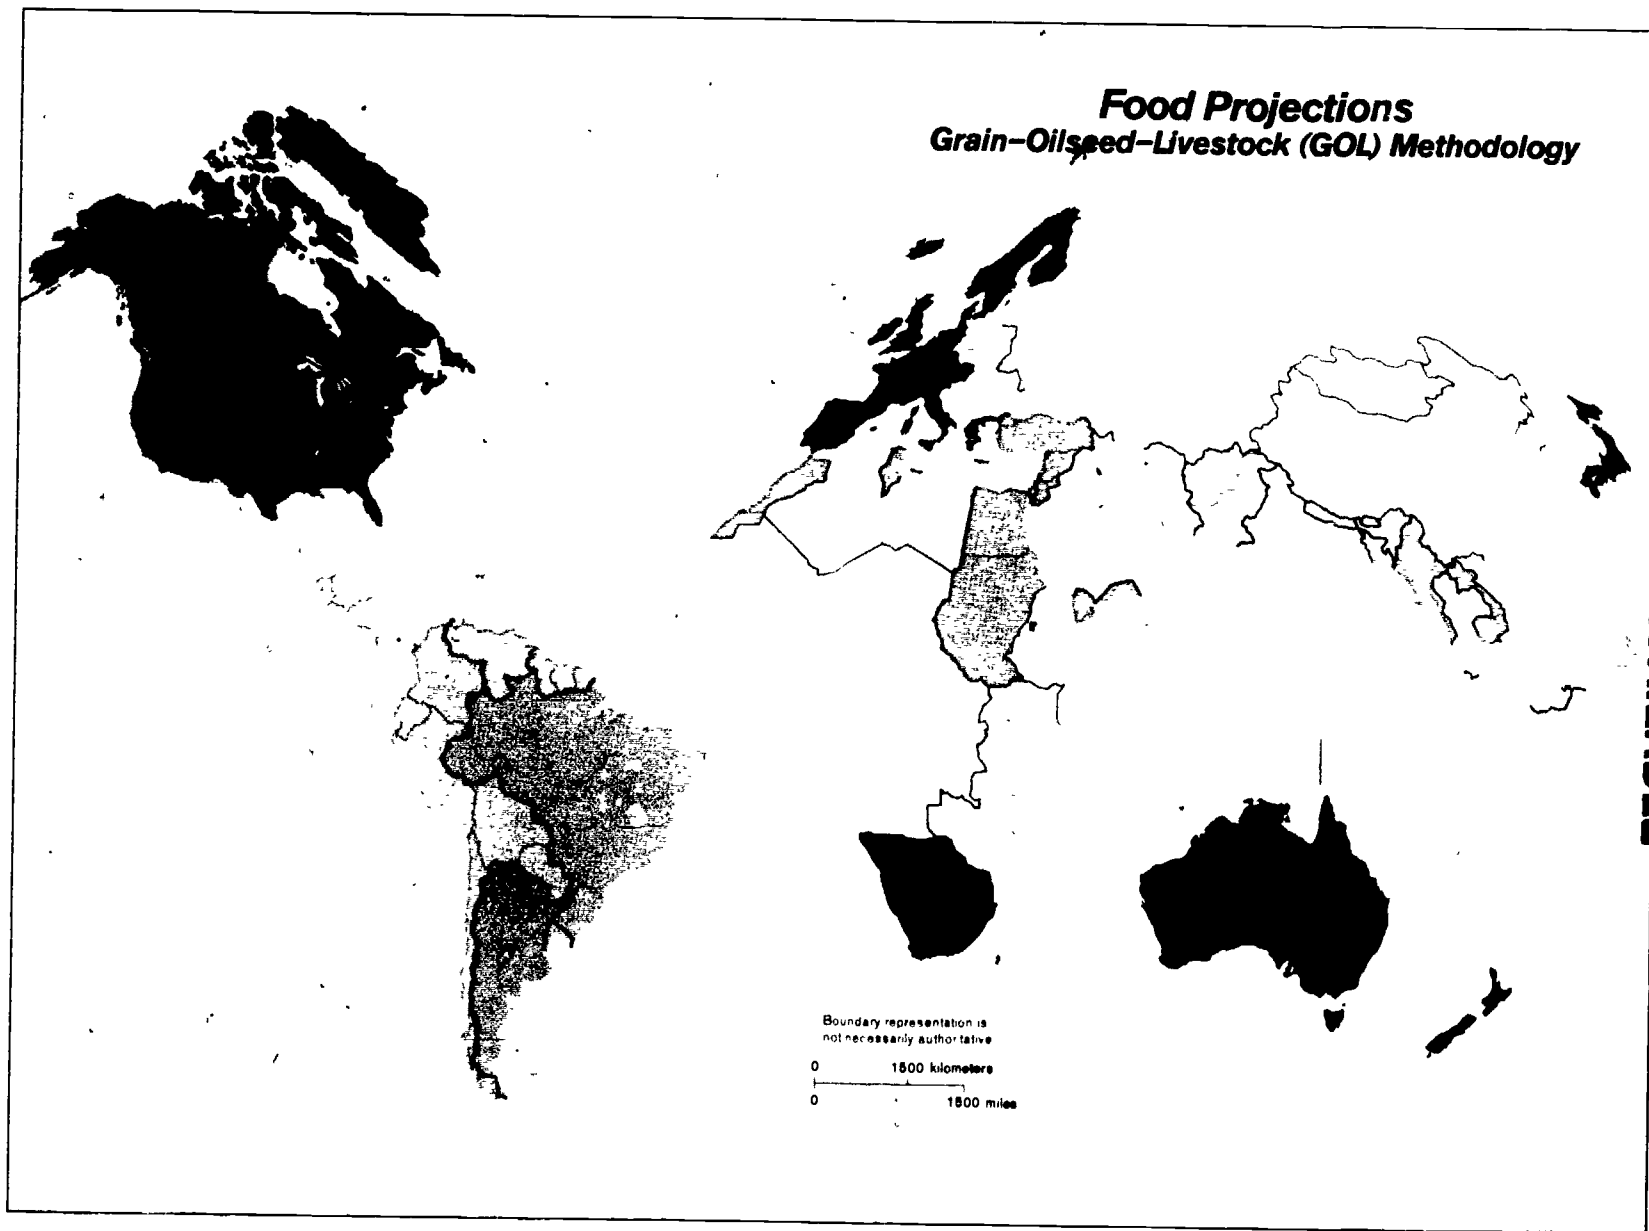 Food Projections
Grain-Oilseed-Livestock (GOL) Methodology
Boundary representation is
not necessarily authoritative
0 1500 kilometers
0 1500 miles